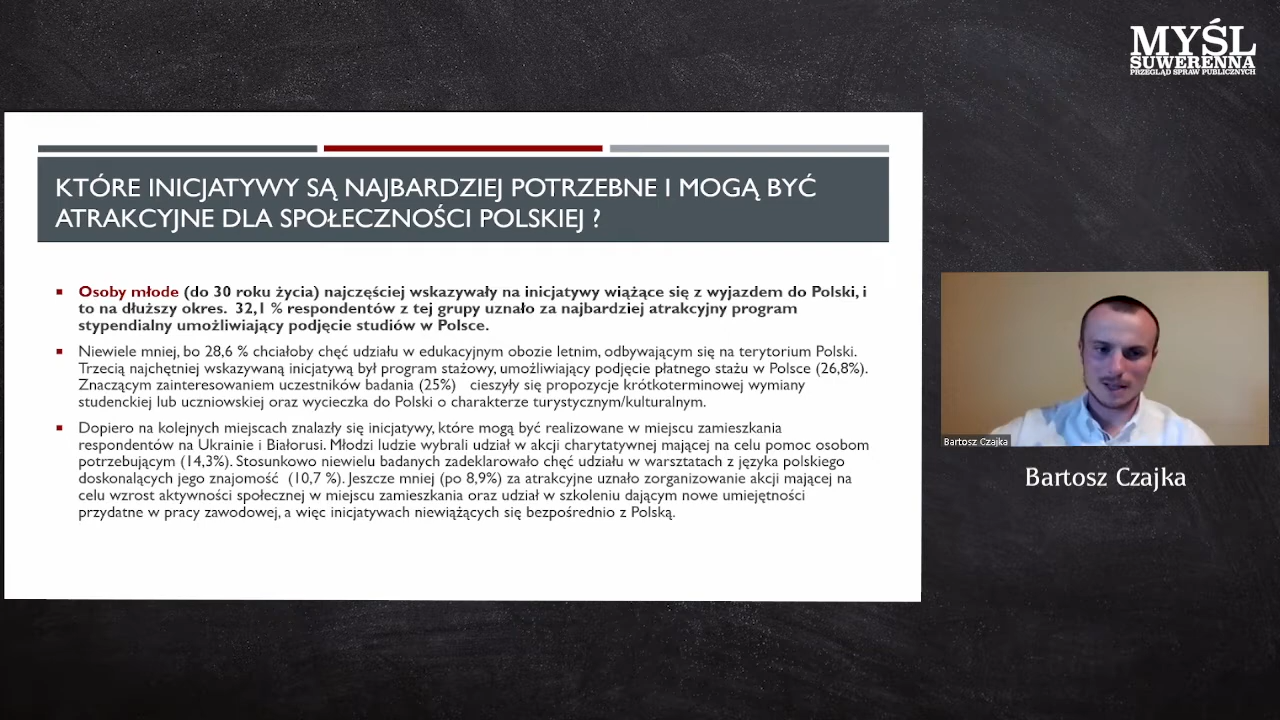 MYŚL
SUWERENNA
PRZEGLĄD SPRAW PUBLICZNYCH
KTÓRE INICJATYWY SĄ NAJBARDZIEJ POTRZEBNE I MOGĄ BYĆ
ATRAKCYJNE DLA SPOŁECZNOŚCI POLSKIEJ ?
Osoby młode (do 30 roku życia) najczęściej wskazywały na inicjatywy wiążące się z wyjazdem do Polski, i
to na dłuższy okres. 32,1 % respondentów z tej grupy uznało za najbardziej atrakcyjny program
stypendialny umożliwiający podjęcie studiów w Polsce.
Niewiele mniej, bo 28,6 % chciałoby chęć udziału w edukacyjnym obozie letnim, odbywającym się na terytorium Polski.
Trzecią najchętniej wskazywaną inicjatywą był program stażowy, umożliwiający podjęcie płatnego stażu w Polsce (26,8%).
Znaczącym zainteresowaniem uczestników badania (25%) cieszyły się propozycje krótkoterminowej wymiany
studenckiej lub uczniowskiej oraz wycieczka do Polski o charakterze turystycznym/kulturalnym.
Dopiero na kolejnych miejscach znalazły się inicjatywy, które mogą być realizowane w miejscu zamieszkania
respondentów na Ukrainie i Białorusi. Młodzi ludzie wybrali udział w akcji charytatywnej mającej na celu pomoc osobom
potrzebującym (14,3%). Stosunkowo niewielu badanych zadeklarowało chęć udziału w warsztatach z języka polskiego
doskonalących jego znajomość (10,7 %). Jeszcze mniej (po 8,9%) za atrakcyjne uznało zorganizowanie akcji mającej na
celu wzrost aktywności społecznej w miejscu zamieszkania oraz udział w szkoleniu dającym nowe umiejętności
przydatne w pracy zawodowej, a więc inicjatywach niewiążących się bezpośrednio z Polską.
Bartosz Czajka
Bartosz Czajka